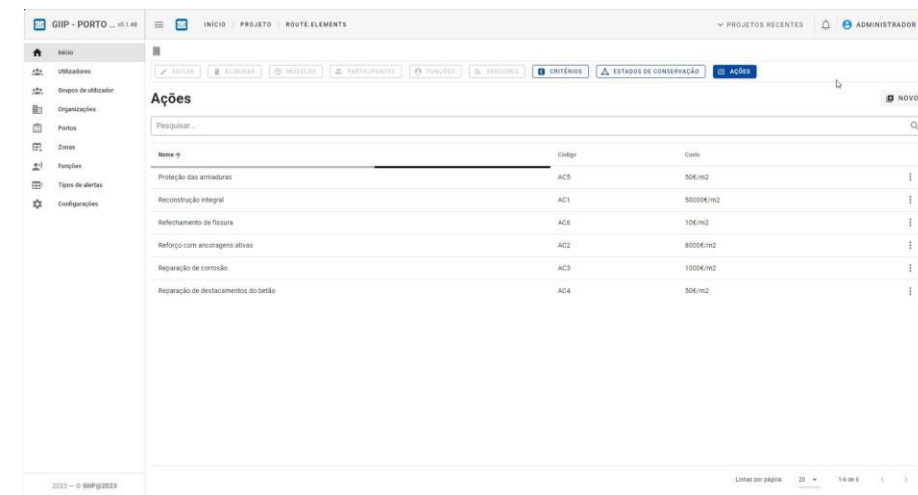 GIIP - PORTO ... v0.1.48
INÍCIO / PROJETO / ROUTE.ELEMENTS
PROJETOS RECENTES
ADMINISTRADOR
Início
Utilizadores
Grupos de utilizador
Organizações
Portos
Zonas
Funções
Tipos de alertas
Configurações
EDITAR ELIMINAR MODELOS PARTICIPANTES FUNÇÕES SENSORES CRITÉRIOS ESTADOS DE CONSERVAÇÃO AÇÕES
Ações
NOVO
Pesquisar...
Nome Código Custo
Proteção das armaduras AC5 50€/m2
Reconstrução integral AC1 50000€/m2
Refechamento de fissura AC6 10€/m2
Reforço com ancoragens ativas AC2 8000€/m2
Reparação de corrosão AC3 1000€/m2
Reparação de destacamentos do betão AC4 50€/m2
Linhas por página: 20 1-6 de 6
2023 — © GIIP@2023